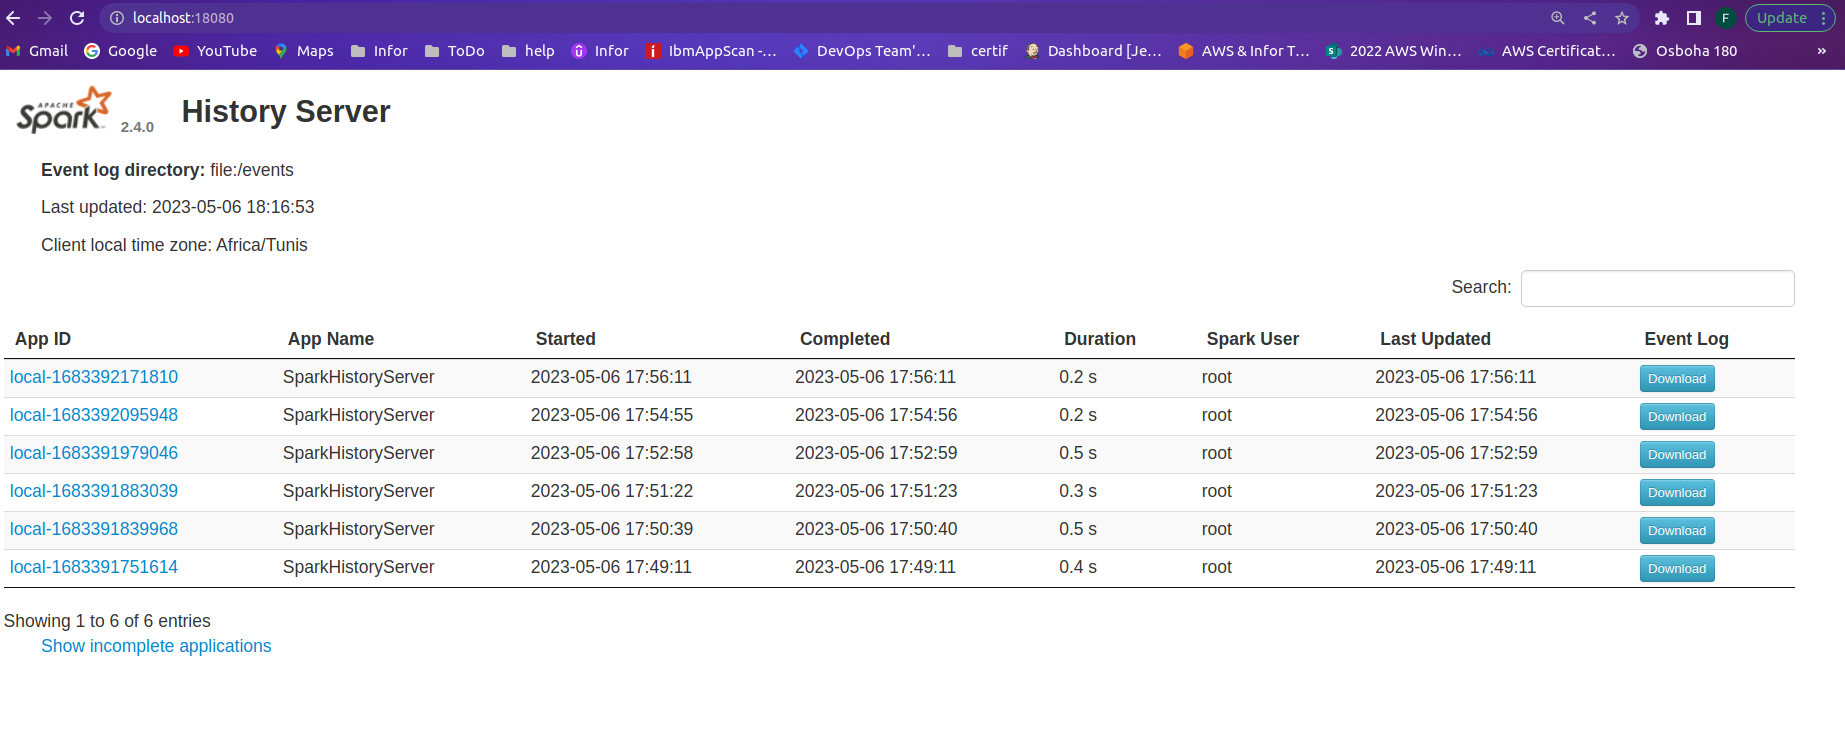 localhost:18080
F Update
Gmail Google YouTube Maps Infor ToDo help Infor IbmAppScan -... DevOps Team'... certif Dashboard [Je... AWS & Infor T... 2022 AWS Win... AWS Certificat... Osboha 180 »
APACHE
Spark 2.4.0 History Server
Event log directory: file:/events
Last updated: 2023-05-06 18:16:53
Client local time zone: Africa/Tunis
Search:
App ID App Name Started Completed Duration Spark User Last Updated Event Log
local-1683392171810 SparkHistoryServer 2023-05-06 17:56:11 2023-05-06 17:56:11 0.2 s root 2023-05-06 17:56:11 Download
local-1683392095948 SparkHistoryServer 2023-05-06 17:54:55 2023-05-06 17:54:56 0.2 s root 2023-05-06 17:54:56 Download
local-1683391979046 SparkHistoryServer 2023-05-06 17:52:58 2023-05-06 17:52:59 0.5 s root 2023-05-06 17:52:59 Download
local-1683391883039 SparkHistoryServer 2023-05-06 17:51:22 2023-05-06 17:51:23 0.3 s root 2023-05-06 17:51:23 Download
local-1683391839968 SparkHistoryServer 2023-05-06 17:50:39 2023-05-06 17:50:40 0.5 s root 2023-05-06 17:50:40 Download
local-1683391751614 SparkHistoryServer 2023-05-06 17:49:11 2023-05-06 17:49:11 0.4 s root 2023-05-06 17:49:11 Download
Showing 1 to 6 of 6 entries
Show incomplete applications